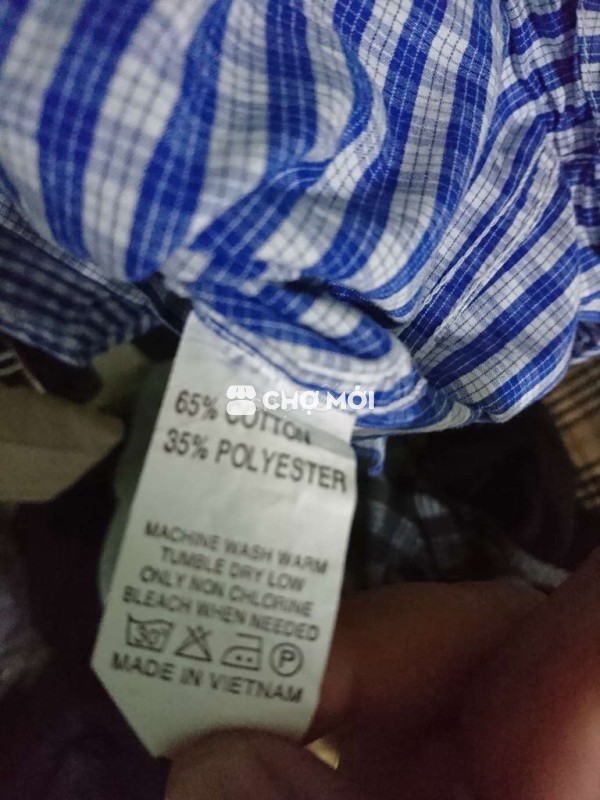 CHỢ MỚI
65% COTTON
35% POLYESTER
MACHINE WASH WARM
TUMBLE DRY LOW
ONLY NON CHLORINE
BLEACH WHEN NEEDED
30° P
MADE IN VIETNAM